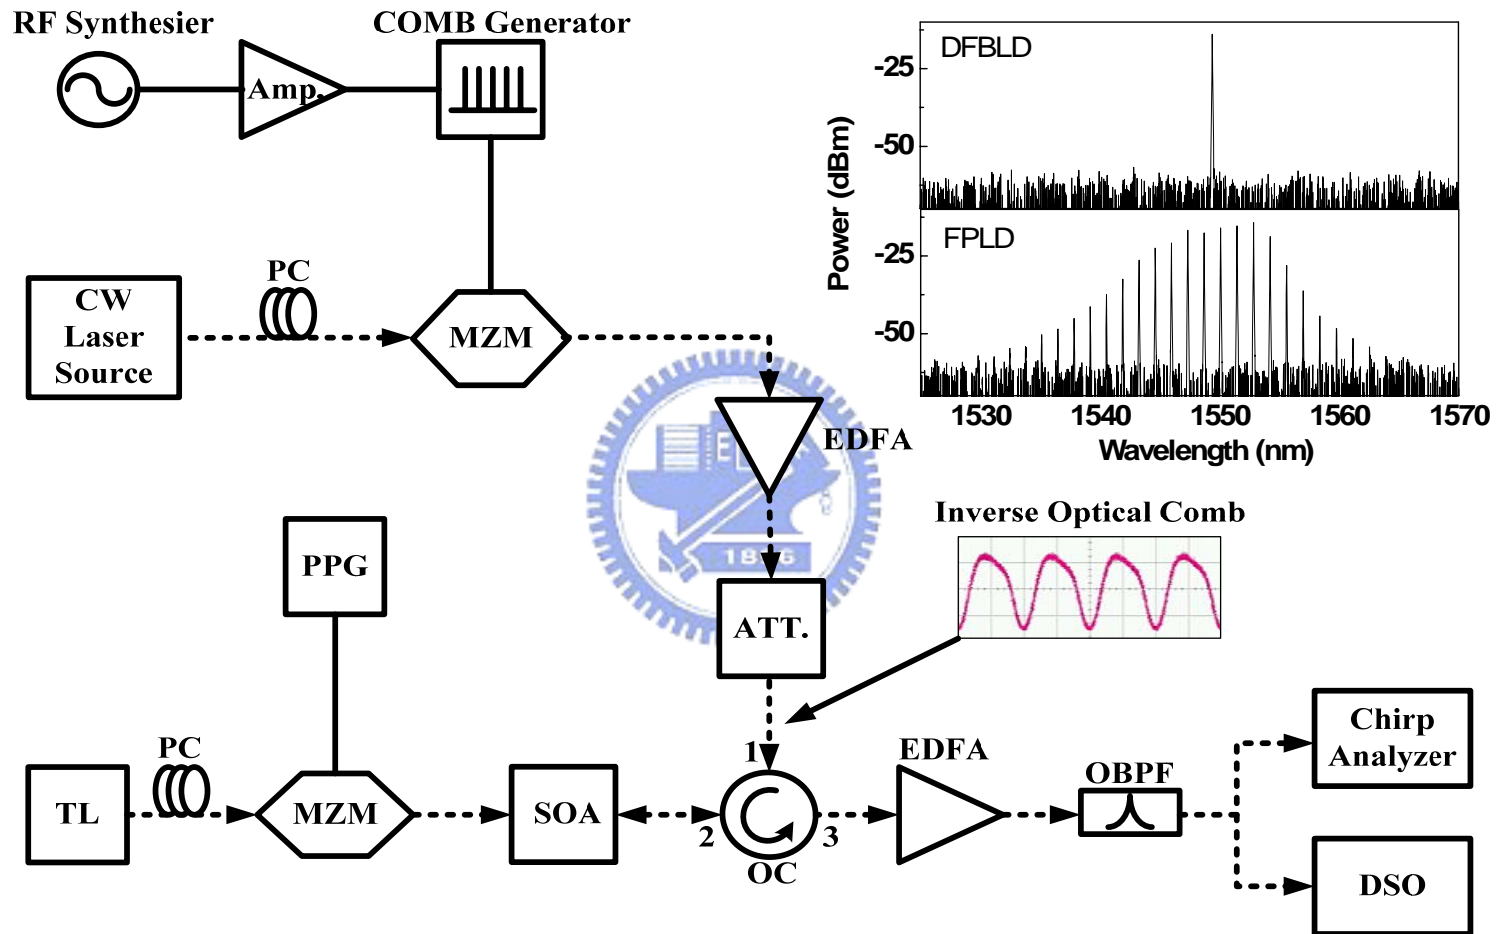 RF Synthesier
COMB Generator
Amp.
DFBLD
-25
-50
FPLD
-25
-50
Power (dBm)
1530 1540 1550 1560 1570
Wavelength (nm)
CW
Laser
Source
PC
MZM
EDFA
E
1896
ATT.
Inverse Optical Comb
PPG
TL
PC
MZM
SOA
1
2
3
OC
EDFA
OBPF
Chirp
Analyzer
DSO